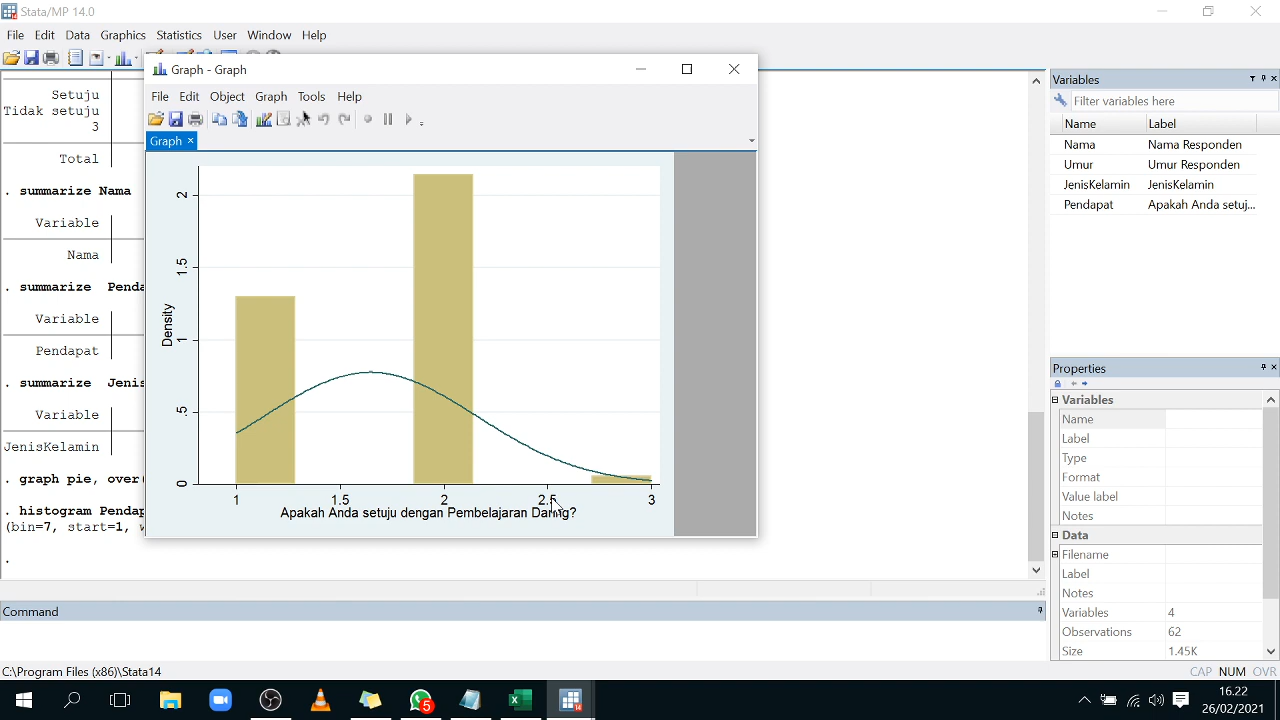 Stata/MP 14.0
File Edit Data Graphics Statistics User Window Help
Graph - Graph
File Edit Object Graph Tools Help
Graph
Setuju
Tidak setuju
3
Total
. summarize Nama
Variable
Nama
. summarize Penda
Variable
Pendapat
. summarize Jenis
Variable
JenisKelamin
. graph pie, over(
. histogram Pendap
(bin=7, start=1, w
.
2
1.5
1
.5
0
Density
1 1.5 2 2.5 3
Apakah Anda setuju dengan Pembelajaran Daring?
Variables
Filter variables here
Name Label
Nama Nama Responden
Umur Umur Responden
JenisKelamin JenisKelamin
Pendapat Apakah Anda setuj...
Properties
Variables
Name
Label
Type
Format
Value label
Notes
Data
Filename
Label
Notes
Variables 4
Observations 62
Size 1.45K
Command
C:\Program Files (x86)\Stata14
CAP NUM OVR
5
14
16.22
26/02/2021